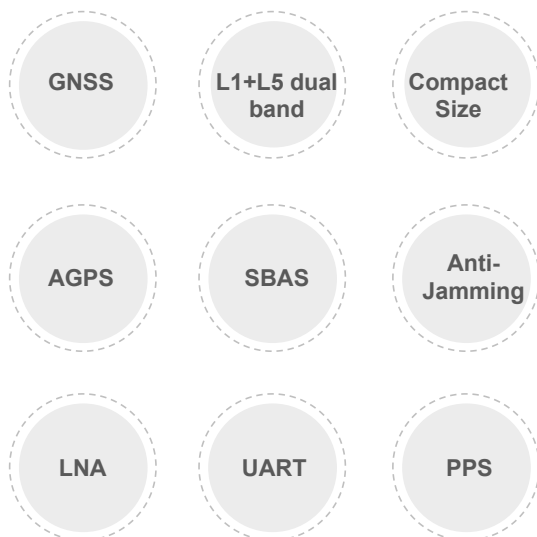 GNSS
L1+L5 dual
band
Compact
Size
AGPS
SBAS
Anti-
Jamming
LNA
UART
PPS